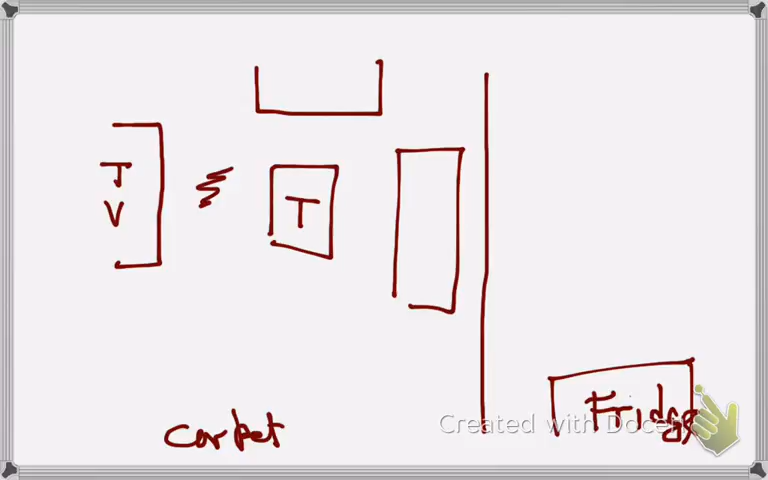 T
V
T
Fridge
Created with Doceri
carpet